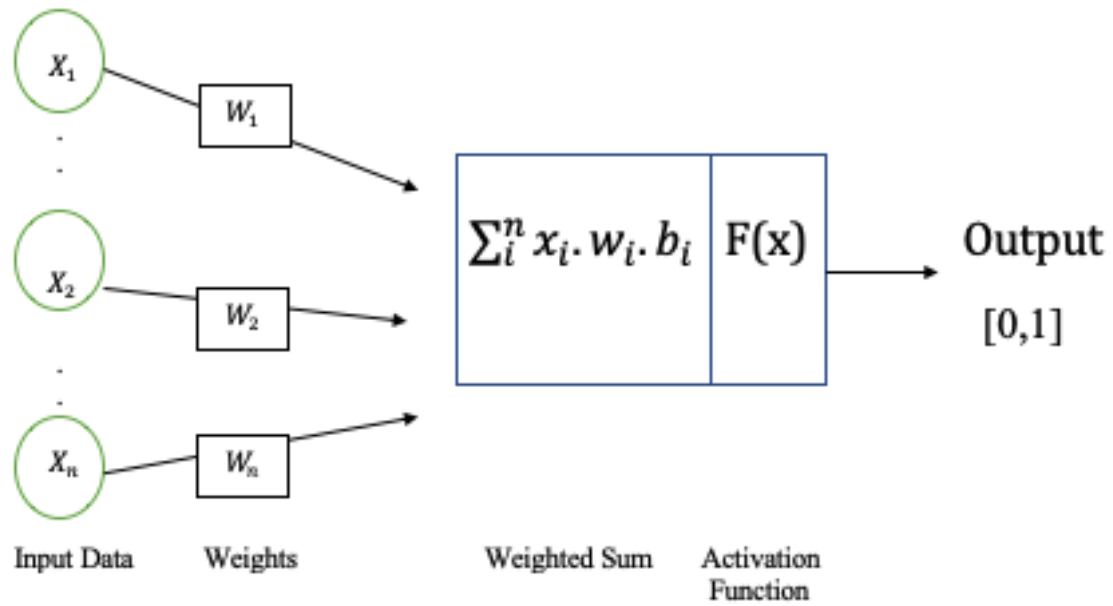 X₁
W₁
.
.
∑ᵢⁿ xᵢ. wᵢ. bᵢ
F(x)
Output
X₂
W₂
[0,1]
.
.
Xₙ
Wₙ
Input Data
Weights
Weighted Sum
Activation
Function